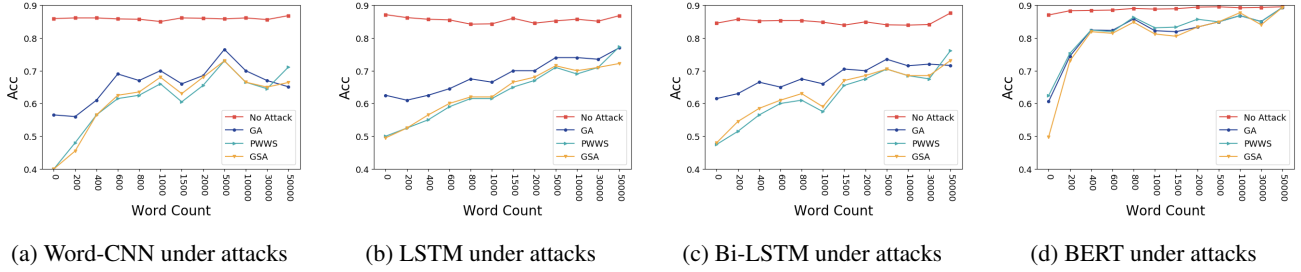 0.9
0.8
0.7
0.6
0.5
0.4
Acc
No Attack
GA
PWWS
GSA
0
200
400
600
800
1000
1500
2000
5000
10000
30000
50000
Word Count
(a) Word-CNN under attacks
0.9
0.8
0.7
0.6
0.5
0.4
Acc
No Attack
GA
PWWS
GSA
0
200
400
600
800
1000
1500
2000
5000
10000
30000
50000
Word Count
(b) LSTM under attacks
0.9
0.8
0.7
0.6
0.5
0.4
Acc
No Attack
GA
PWWS
GSA
0
200
400
600
800
1000
1500
2000
5000
10000
30000
50000
Word Count
(c) Bi-LSTM under attacks
0.9
0.8
0.7
0.6
0.5
0.4
Acc
No Attack
GA
PWWS
GSA
0
200
400
600
800
1000
1500
2000
5000
10000
30000
50000
Word Count
(d) BERT under attacks